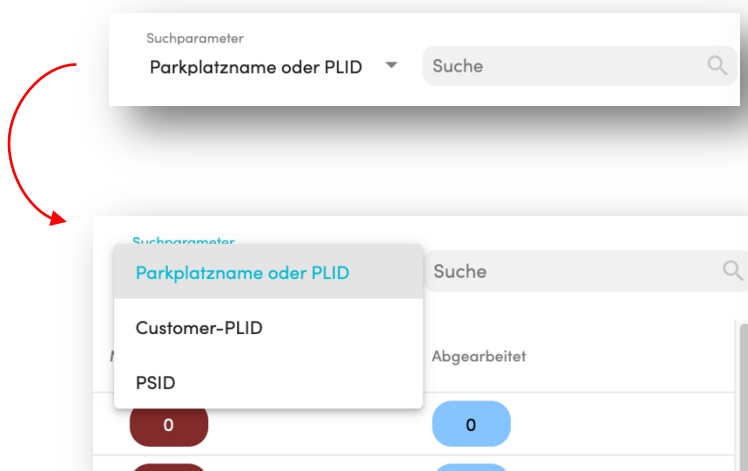 Suchparameter
Parkplatzname oder PLID
Suche
Suchparameter
Parkplatzname oder PLID
Suche
Customer-PLID
Abgearbeitet
PSID
0
0